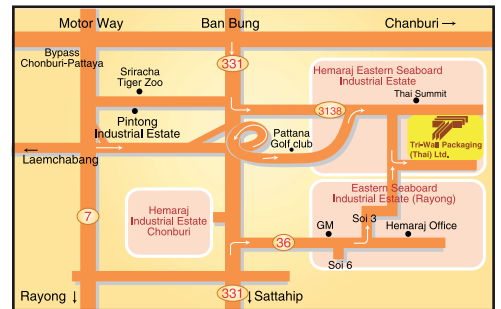 Motor Way
Ban Bung
Chanburi →
Bypass
Chonburi-Pattaya
331
Sriracha
Tiger Zoo
Hemaraj Eastern Seaboard
Industrial Estate
Thai Summit
3138
Pintong
Industrial Estate
Pattana
Golf club
Tri-Wall Packaging
(Thai) Ltd.
← Laemchabang
Eastern Seaboard
Industrial Estate (Rayong)
7
Hemaraj
Industrial Estate
Chonburi
GM
Soi 3
Hemaraj Office
36
Soi 6
Rayong ↓
331
↓ Sattahip